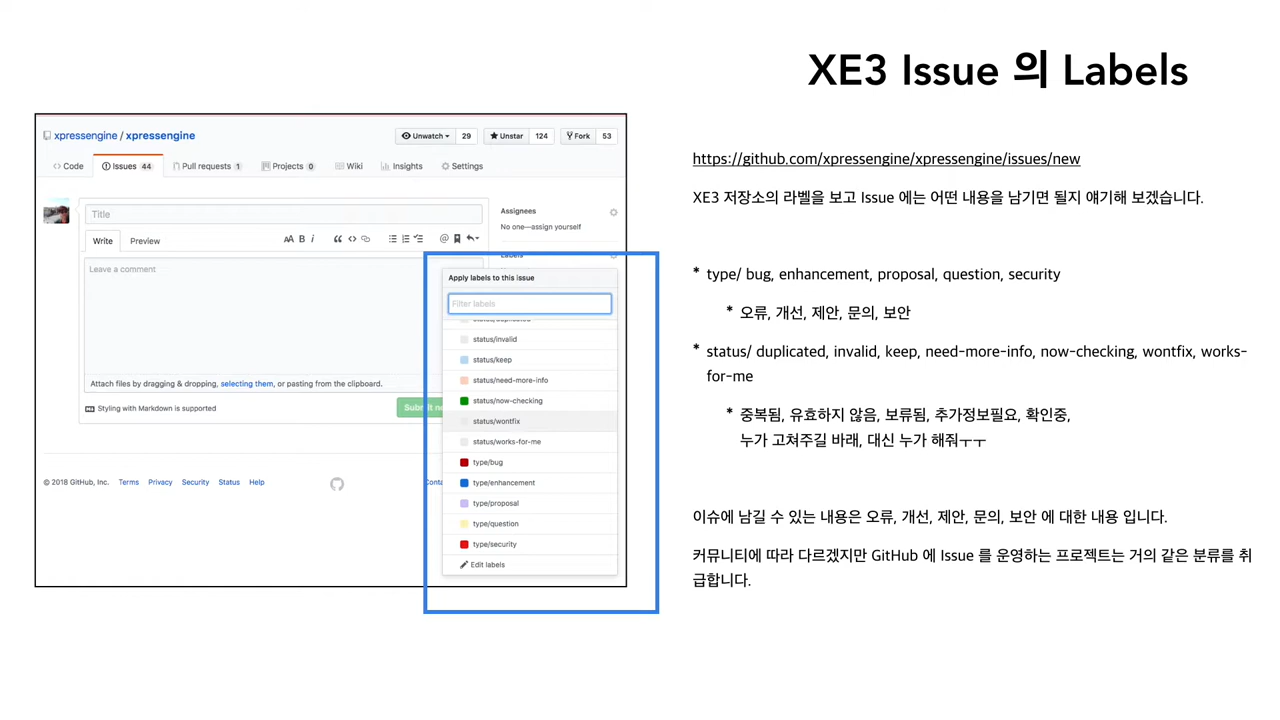 XE3 Issue 의 Labels
xpressengine / xpressengine
Unwatch 29
Unstar 124
Fork 53
Code
Issues 44
Pull requests 1
Projects 0
Wiki
Insights
Settings
Title
Write
Preview
AA B i
Leave a comment
Attach files by dragging & dropping, selecting them, or pasting from the clipboard.
Styling with Markdown is supported
Submit ne
Assignees
No one—assign yourself
Labels
Apply labels to this issue
Filter labels
status/duplicated
status/invalid
status/keep
status/need-more-info
status/now-checking
status/wontfix
status/works-for-me
type/bug
type/enhancement
type/proposal
type/question
type/security
Edit labels
© 2018 GitHub, Inc. Terms Privacy Security Status Help
Conta
https://github.com/xpressengine/xpressengine/issues/new
XE3 저장소의 라벨을 보고 Issue 에는 어떤 내용을 남기면 될지 얘기해 보겠습니다.
* type/ bug, enhancement, proposal, question, security
* 오류, 개선, 제안, 문의, 보안
* status/ duplicated, invalid, keep, need-more-info, now-checking, wontfix, works-
for-me
* 중복됨, 유효하지 않음, 보류됨, 추가정보필요, 확인중,
누가 고쳐주길 바래, 대신 누가 해줘ㅜㅜ
이슈에 남길 수 있는 내용은 오류, 개선, 제안, 문의, 보안 에 대한 내용 입니다.
커뮤니티에 따라 다르겠지만 GitHub 에 Issue 를 운영하는 프로젝트는 거의 같은 분류를 취
급합니다.